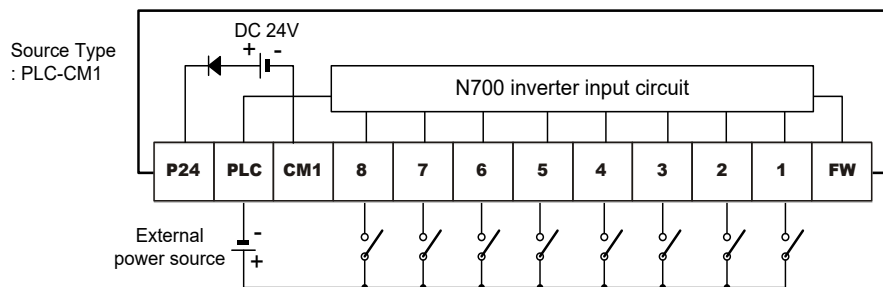 DC 24V
+ -
Source Type
: PLC-CM1
N700 inverter input circuit
P24 PLC CM1 8 7 6 5 4 3 2 1 FW
-
External
power source
+